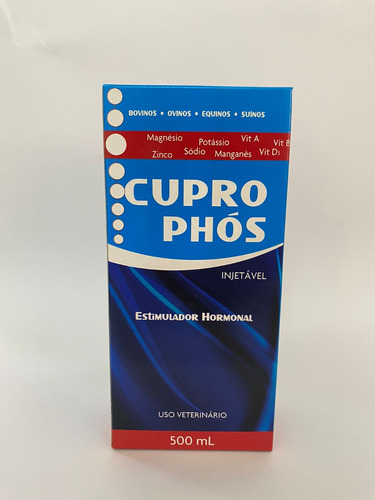 BOVINOS • OVINOS • EQUINOS • SUÍNOS
Magnésio Potássio Vit A Vit B
Zinco Sódio Manganés Vit D3
CUPRO
PHÓS
INJETÁVEL
ESTIMULADOR HORMONAL
USO VETERINÁRIO
500 mL